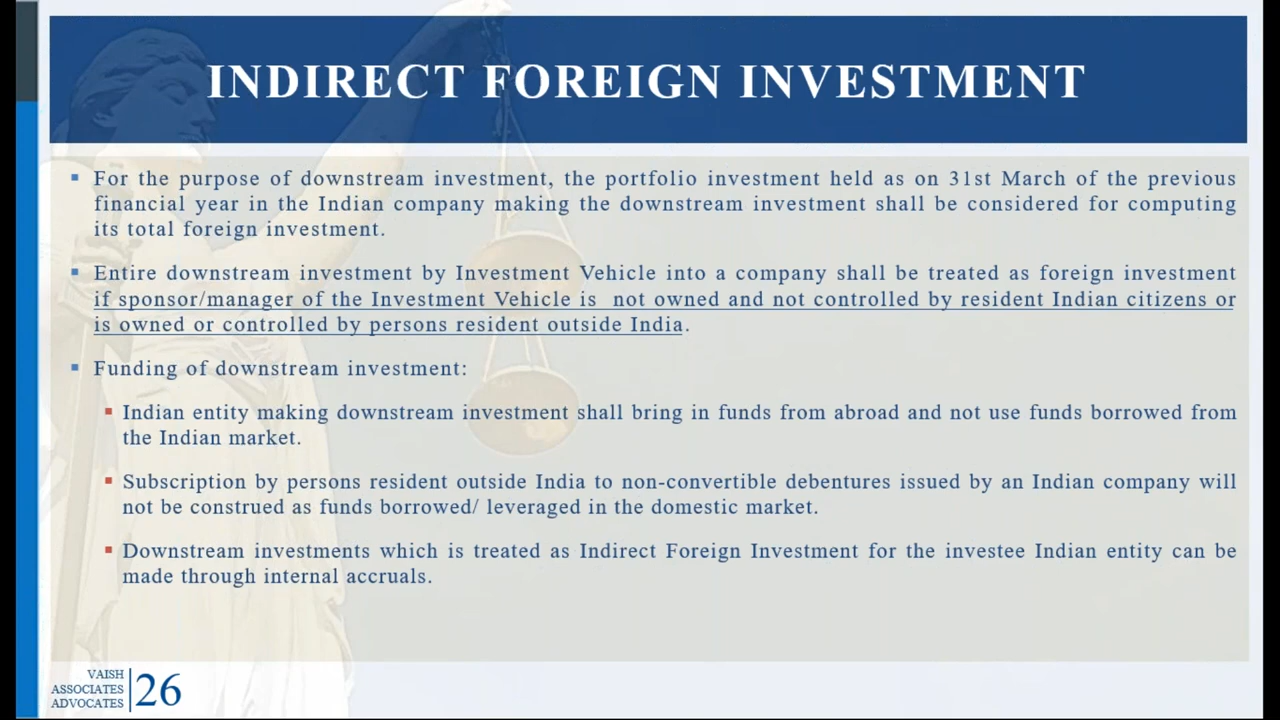 INDIRECT FOREIGN INVESTMENT
For the purpose of downstream investment, the portfolio investment held as on 31st March of the previous
financial year in the Indian company making the downstream investment shall be considered for computing
its total foreign investment.
Entire downstream investment by Investment Vehicle into a company shall be treated as foreign investment
if sponsor/manager of the Investment Vehicle is not owned and not controlled by resident Indian citizens or
is owned or controlled by persons resident outside India.
Funding of downstream investment:
Indian entity making downstream investment shall bring in funds from abroad and not use funds borrowed from
the Indian market.
Subscription by persons resident outside India to non-convertible debentures issued by an Indian company will
not be construed as funds borrowed/ leveraged in the domestic market.
Downstream investments which is treated as Indirect Foreign Investment for the investee Indian entity can be
made through internal accruals.
VAISH
ASSOCIATES
ADVOCATES
26